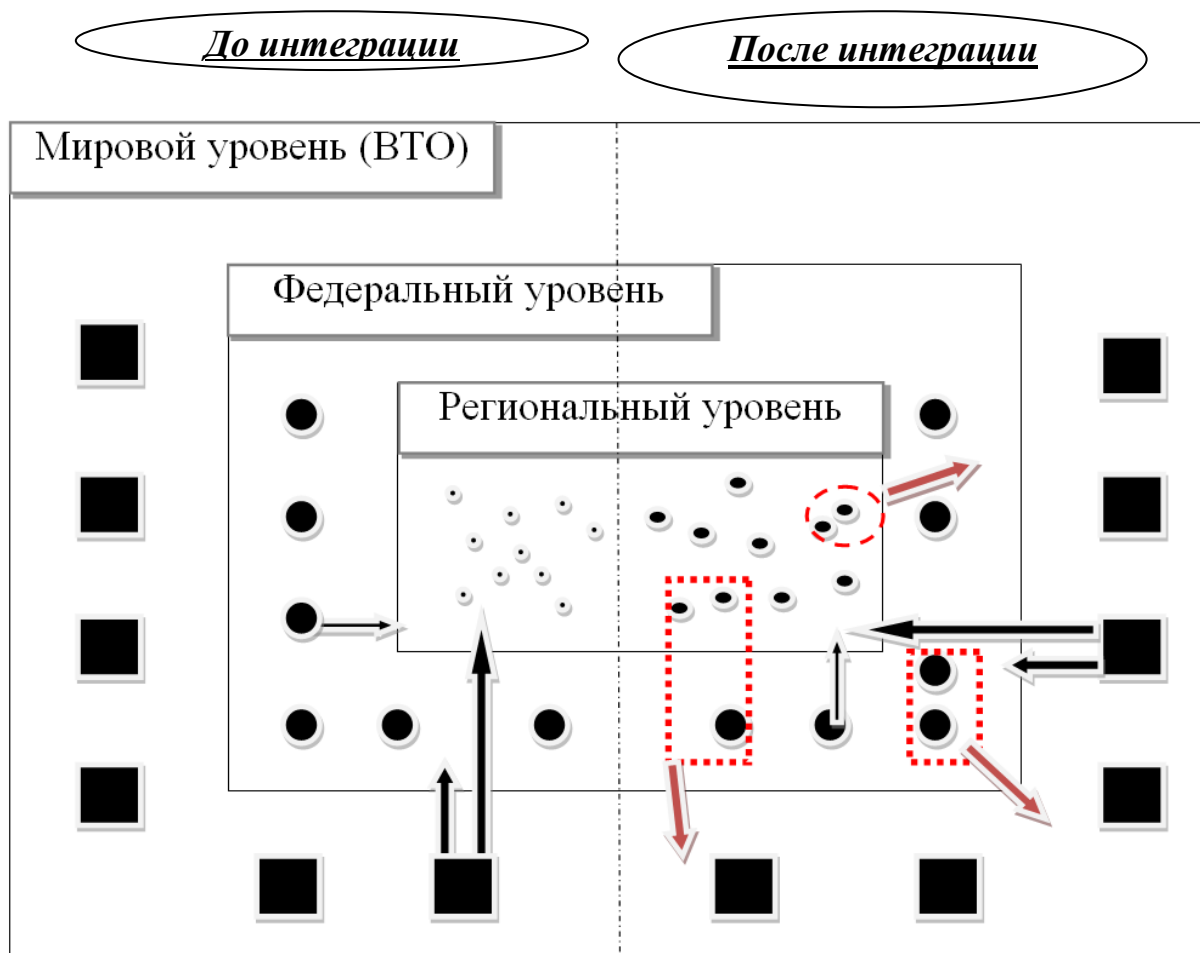 До интеграции
После интеграции
Мировой уровень (ВТО)
Федеральный уровень
Региональный уровень